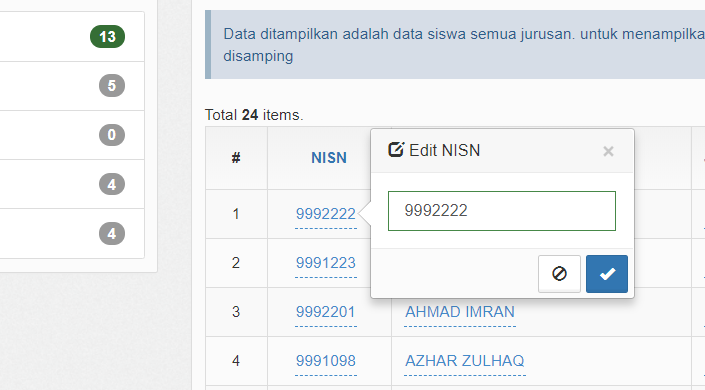 13
5
0
4
4
Data ditampilkan adalah data siswa semua jurusan. untuk menampilka
disamping
Total 24 items.
# NISN
Edit NISN ×
9992222
1 9992222
2 9991223
3 9992201 AHMAD IMRAN
4 9991098 AZHAR ZULHAQ